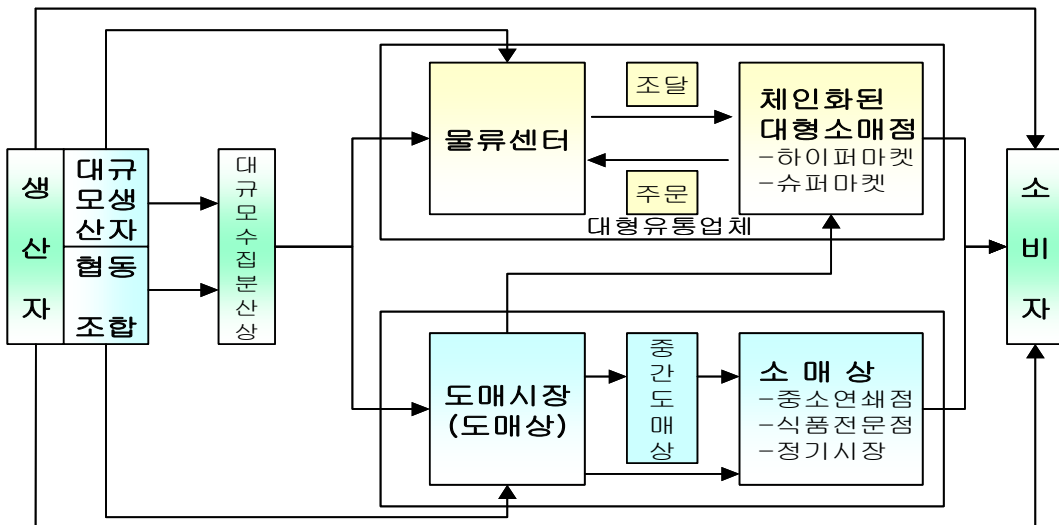 생산자
대규모생산자
협동
조합
대규모수집분산상
물류센터
조달
주문
체인화된
대형소매점
-하이퍼마켓
-슈퍼마켓
대형유통업체
도매시장
(도매상)
중간도매상
소 매 상
-중소연쇄점
-식품전문점
-정기시장
소비자